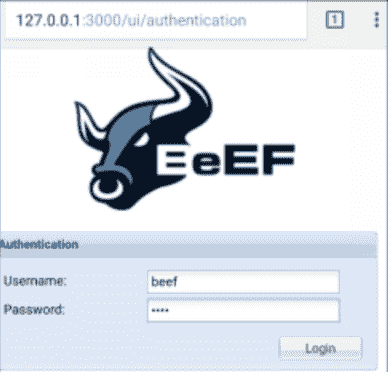 127.0.0.1:3000/ui/authentication
1
BeEF
Authentication
Username:
beef
Password:
••••
Login